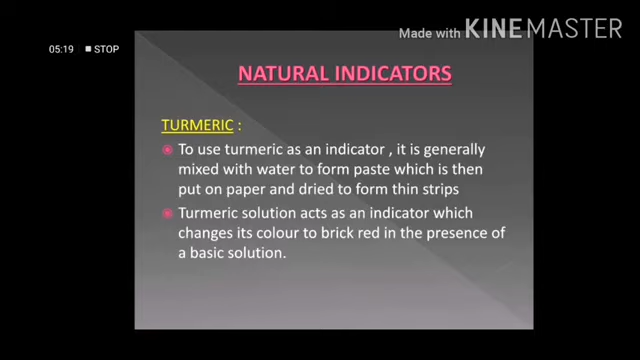 Made with KINEMASTER
05:19 STOP
NATURAL INDICATORS
TURMERIC :
To use turmeric as an indicator , it is generally
mixed with water to form paste which is then
put on paper and dried to form thin strips
Turmeric solution acts as an indicator which
changes its colour to brick red in the presence of
a basic solution.